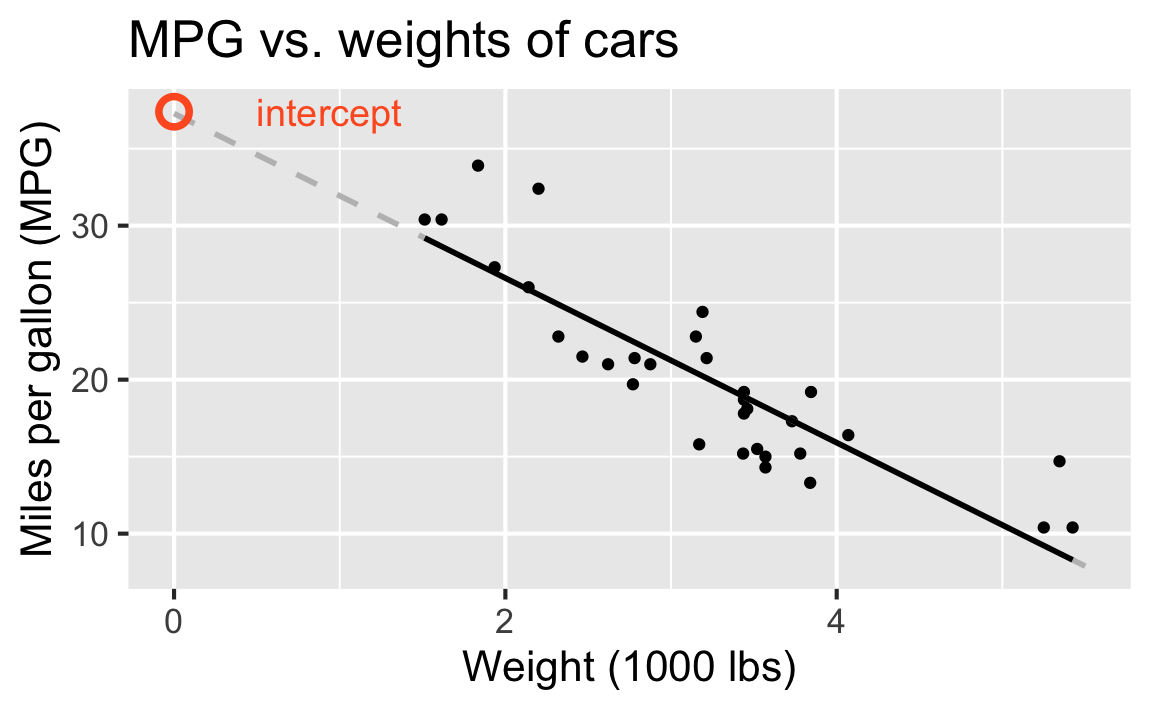 MPG vs. weights of cars
intercept
Miles per gallon (MPG)
30
20
10
0
2
4
Weight (1000 lbs)